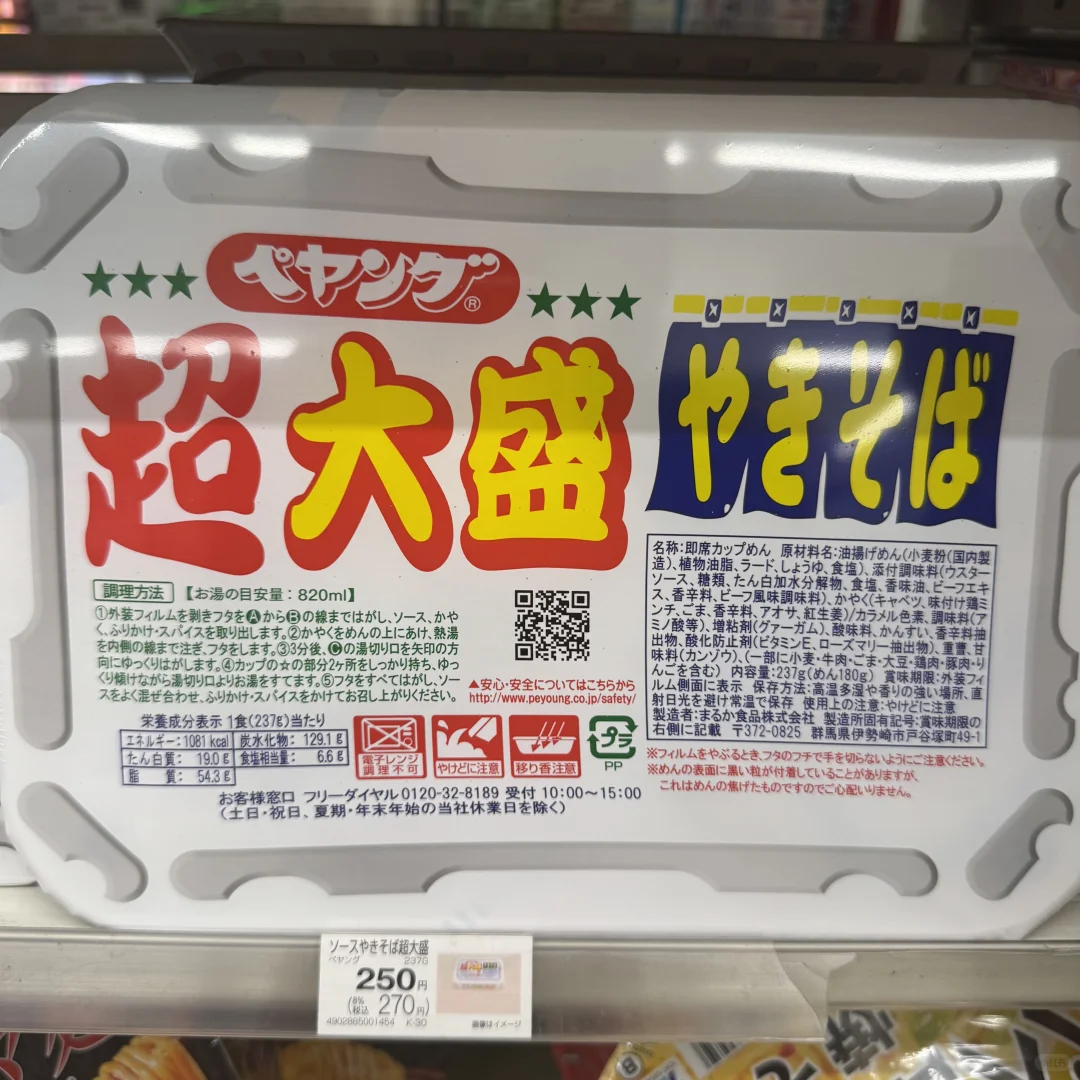 ペヤング®
超大盛
やきそば
調理方法 【お湯の目安量：820ml】
①外装フィルムを剥きフタをAからBの線まではがし、ソース、かや
く、ふりかけ・スパイスを取り出します。②かやくをめんの上にあけ、熱湯
を内側の線まで注ぎ、フタをします。③3分後、Cの湯切り口を矢印の方
向にゆっくりはがします。④カップの☆の部分2ヶ所をしっかり持ち、ゆっ
くり傾けながら湯切り口よりお湯をすてます。⑤フタをすべてはがし、ソー
スをよく混ぜ合わせ、ふりかけ・スパイスをかけてお召し上がりください。
▲安心・安全についてはこちらから
http://www.peyoung.co.jp/safety/
栄養成分表示 1食(237g)当たり
エネルギー：1081 kcal 炭水化物：129.1 g
たん白質：19.0 g 食塩相当量：6.6 g
脂質：54.3 g
電子レンジ
調理不可
やけどに注意
移り香注意
プラ
PP
お客様窓口 フリーダイヤル0120-32-8189 受付 10:00～15:00
(土日・祝日、夏期・年末年始の当社休業日を除く)
名称：即席カップめん 原材料名：油揚げめん(小麦粉(国内製
造)、植物油脂、ラード、しょうゆ、食塩)、添付調味料(ウスター
ソース、糖類、たん白加水分解物、食塩、香味油、ビーフエキ
ス、香辛料、ビーフ風味調味料)、かやく(キャベツ、味付け鶏ミ
ンチ、ごま、香辛料、アオサ、紅生姜)/カラメル色素、調味料(ア
ミノ酸等)、増粘剤(グァーガム)、酸味料、かんすい、香辛料抽
出物、酸化防止剤(ビタミンE、ローズマリー抽出物)、重曹、甘
味料(カンゾウ)、(一部に小麦・牛肉・ごま・大豆・鶏肉・豚肉・り
んごを含む) 内容量：237g(めん180g) 賞味期限：外装フィ
ルム側面に表示 保存方法：高温多湿や香りの強い場所、直
射日光を避け常温で保存 使用上の注意：やけどに注意
製造者：まるか食品株式会社 製造所固有記号：賞味期限の
右側に記載 〒372-0825 群馬県伊勢崎市戸谷塚町49-1
※フィルムをやぶるとき、フタのフチで手を切らないようにご注意ください。
※めんの表面に黒い粒が付着していることがありますが、
これはめんの焦げたものですのでご心配いりません。
ソースやきそば超大盛
ペヤング 237G
250円
(8%税込 270円)
4902885001454 K-30
画像はイメージ